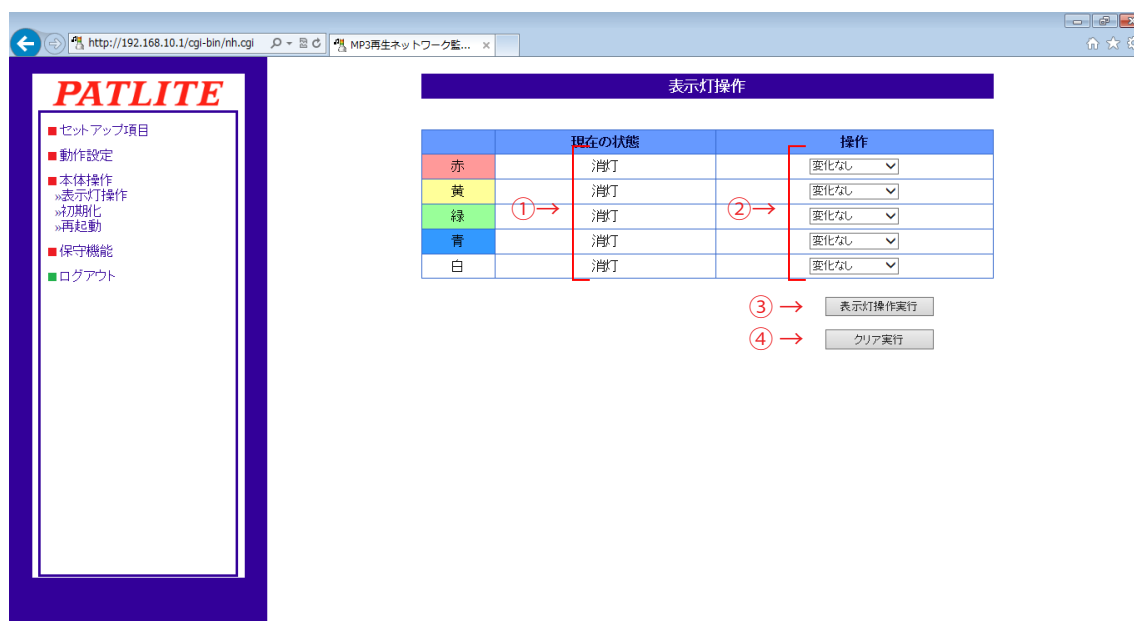 http://192.168.10.1/cgi-bin/nh.cgi
MP3再生ネットワーク監...
PATLITE
セットアップ項目
動作設定
本体操作
»表示灯操作
»初期化
»再起動
保守機能
ログアウト
表示灯操作
現在の状態 操作
赤 消灯 変化なし
黄 消灯 変化なし
緑 消灯 変化なし
青 消灯 変化なし
白 消灯 変化なし
①→ ②→
③→ 表示灯操作実行
④→ クリア実行